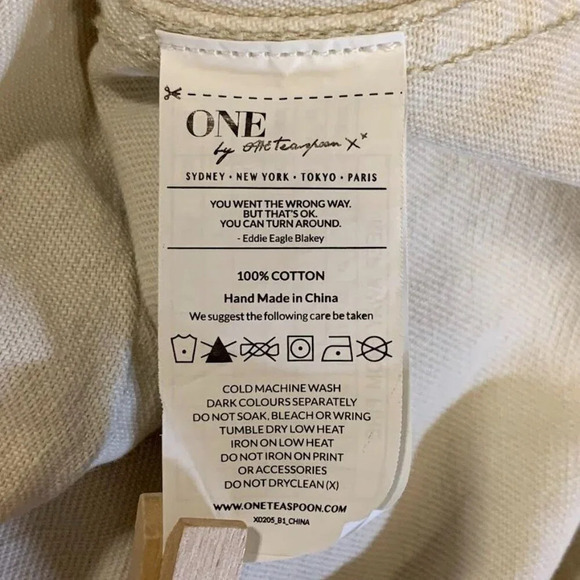 ONE
by one teaspoon x
SYDNEY • NEW YORK • TOKYO • PARIS
YOU WENT THE WRONG WAY.
BUT THAT'S OK.
YOU CAN TURN AROUND.
- Eddie Eagle Blakey
100% COTTON
Hand Made in China
We suggest the following care be taken
COLD MACHINE WASH
DARK COLOURS SEPARATELY
DO NOT SOAK, BLEACH OR WRING
TUMBLE DRY LOW HEAT
IRON ON LOW HEAT
DO NOT IRON ON PRINT
OR ACCESSORIES
DO NOT DRYCLEAN (X)
WWW.ONETEASPOON.COM
X0205_B1_CHINA